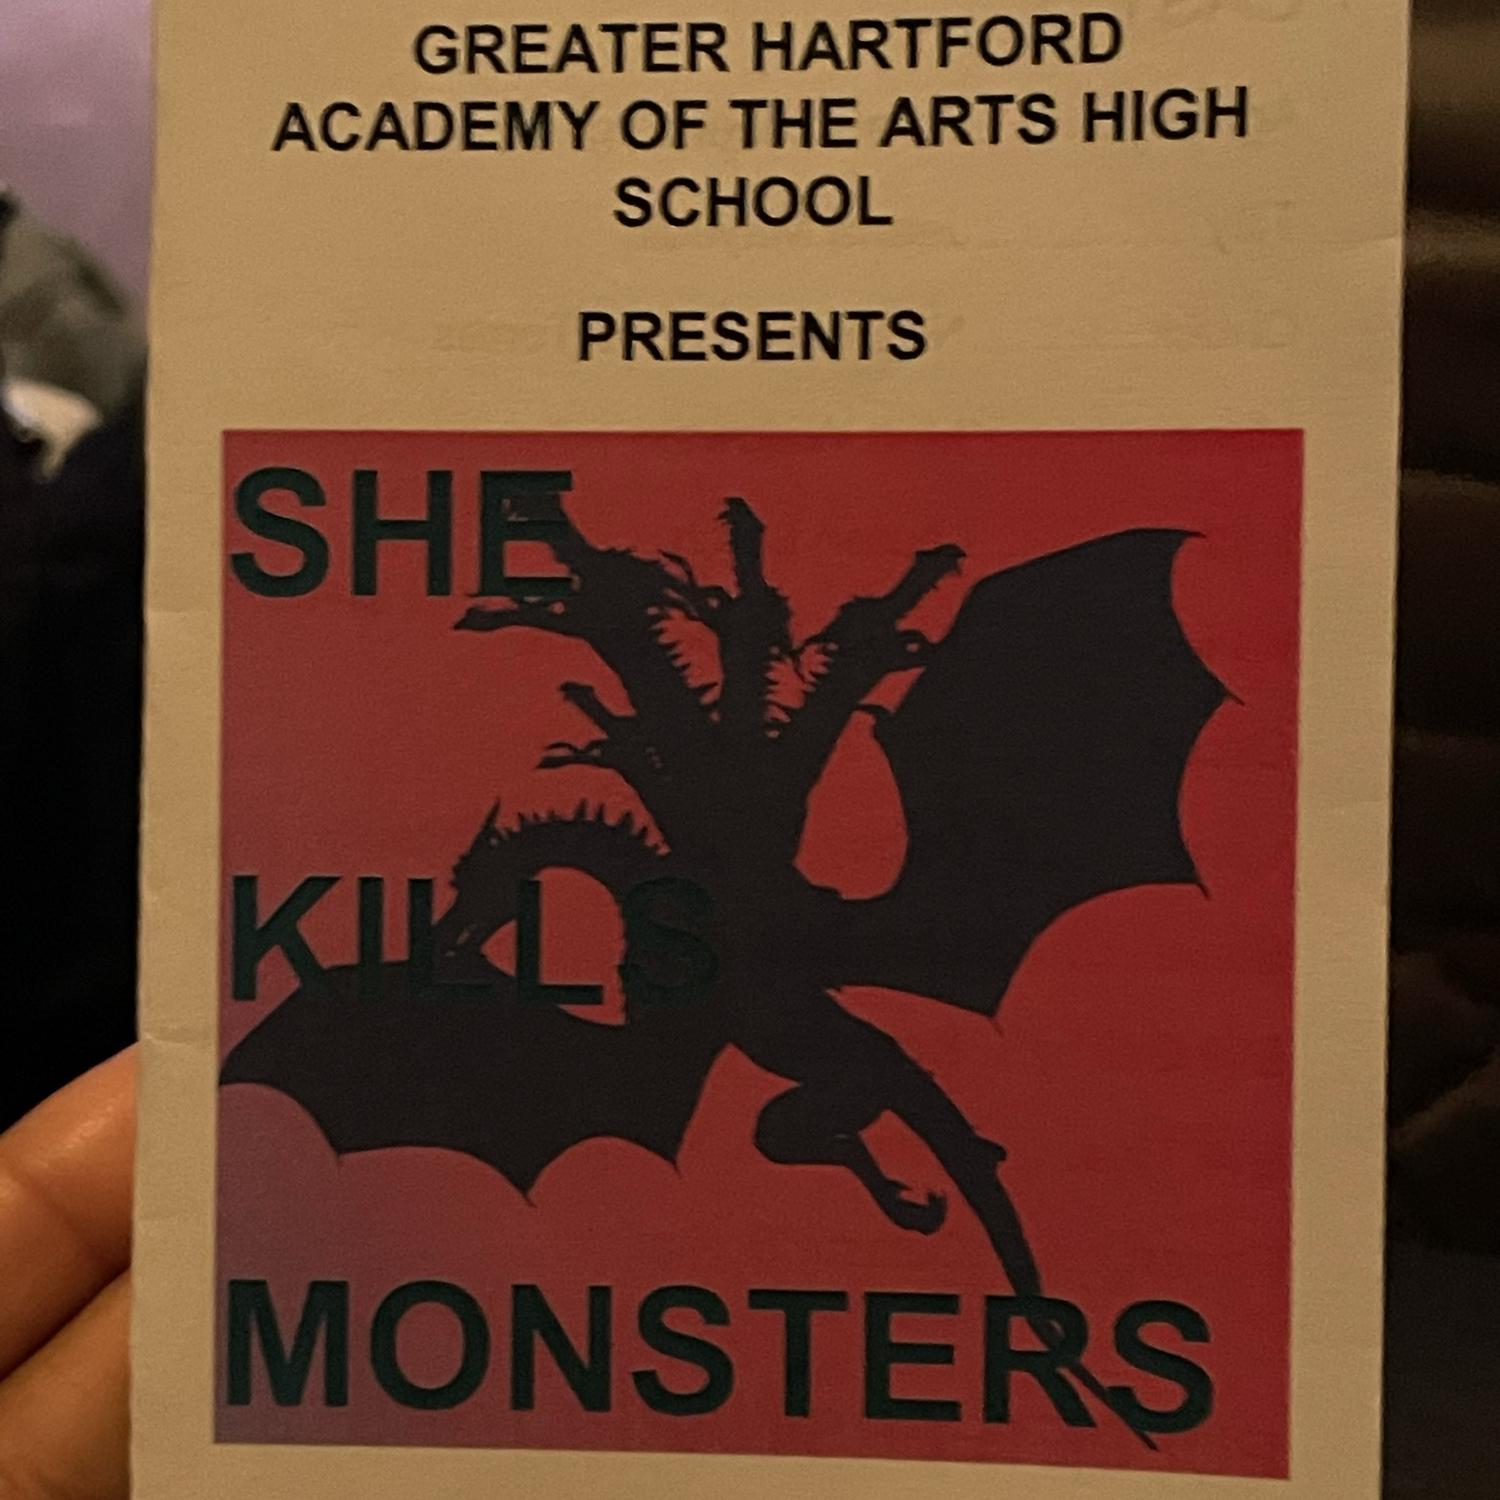 GREATER HARTFORD
ACADEMY OF THE ARTS HIGH
SCHOOL
PRESENTS
SHE
KILLS
MONSTERS